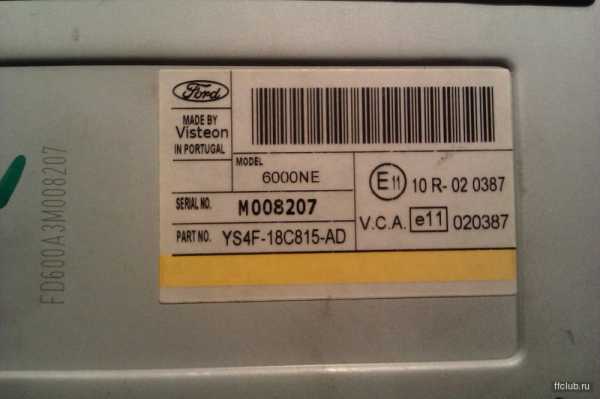 Ford
MADE BY
Visteon
IN PORTUGAL
MODEL
6000NE
SERIAL NO. M008207
PART NO. YS4F-18C815-AD
E11 10 R- 02 0387
V.C.A. e11 020387
FD600A3M008207
ffclub.ru